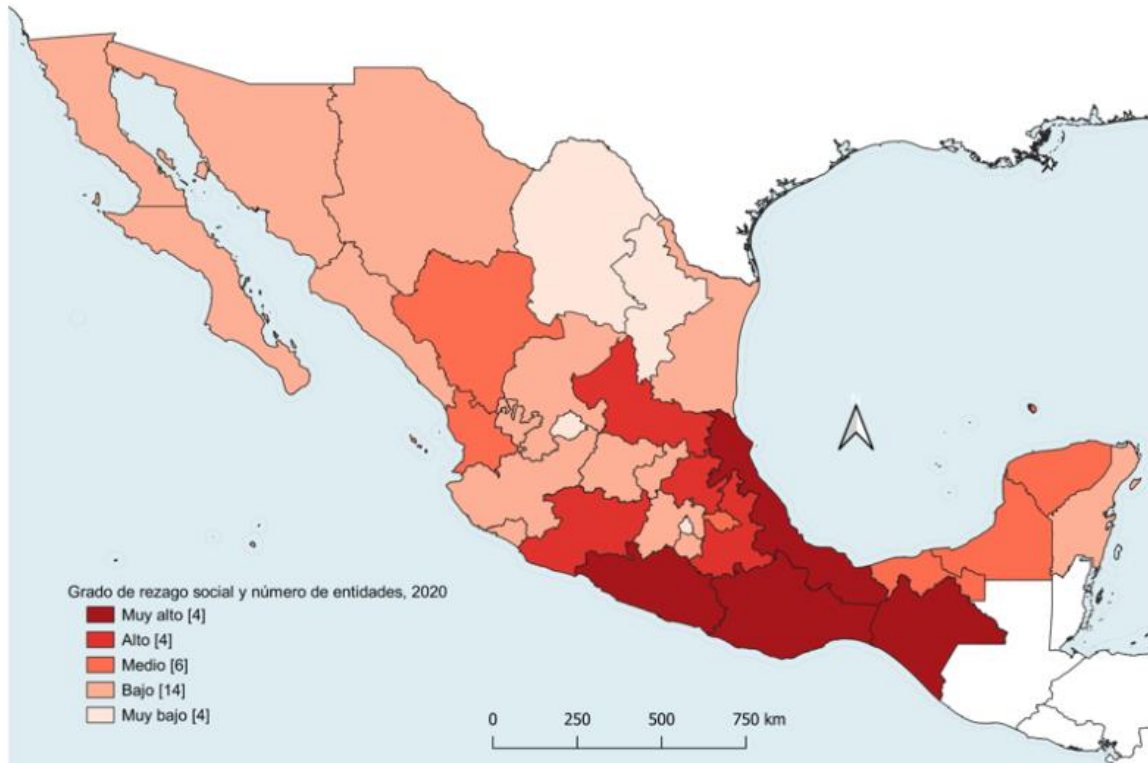 Grado de rezago social y número de entidades, 2020
Muy alto [4]
Alto [4]
Medio [6]
Bajo [14]
Muy bajo [4]
0 250 500 750 km